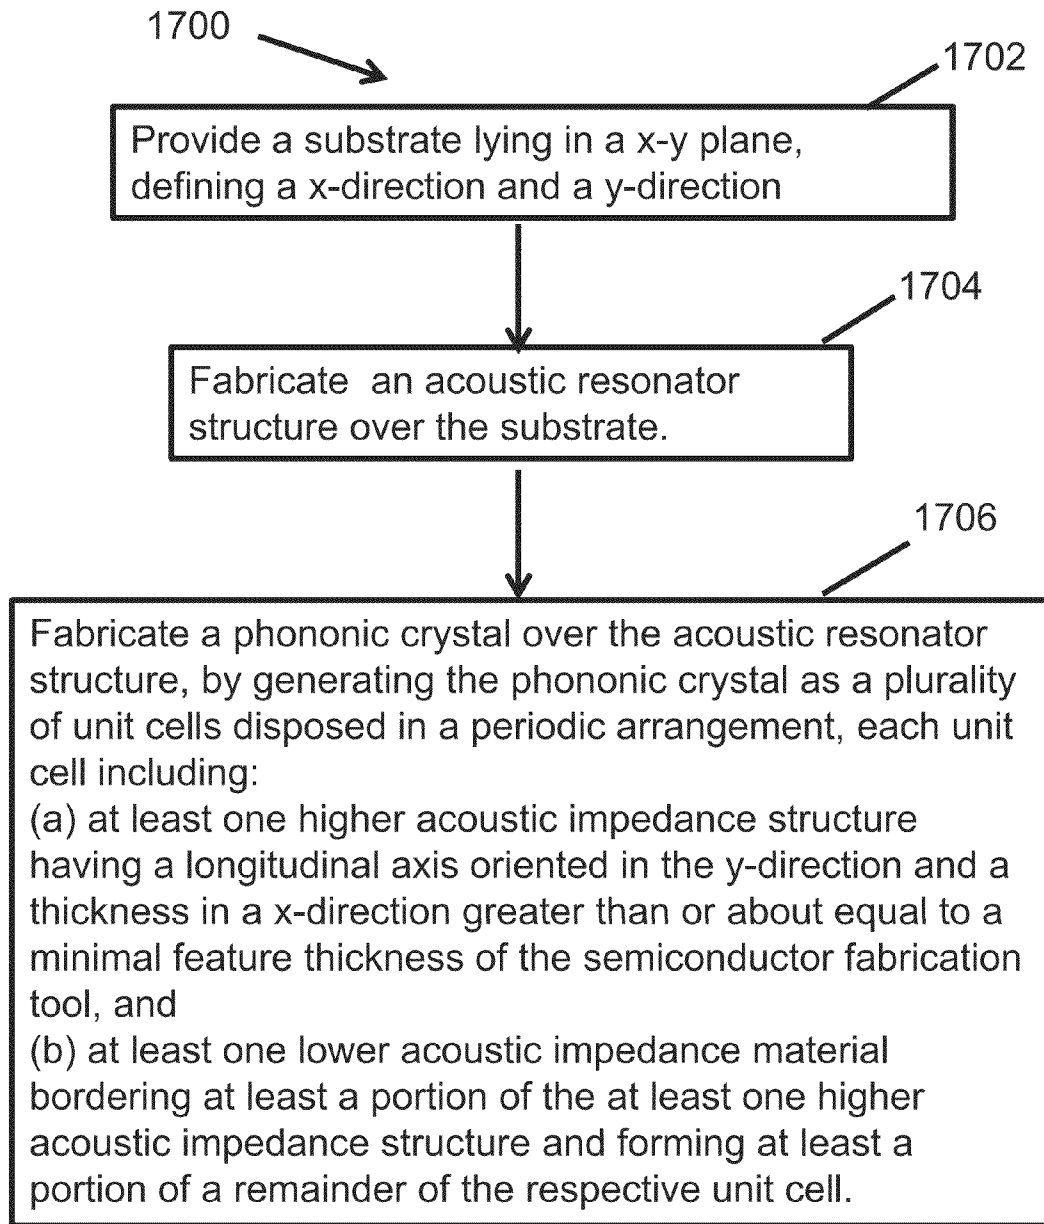 1700
1702
Provide a substrate lying in a x-y plane,
defining a x-direction and a y-direction
1704
Fabricate an acoustic resonator
structure over the substrate.
1706
Fabricate a phononic crystal over the acoustic resonator
structure, by generating the phononic crystal as a plurality
of unit cells disposed in a periodic arrangement, each unit
cell including:
(a) at least one higher acoustic impedance structure
having a longitudinal axis oriented in the y-direction and a
thickness in a x-direction greater than or about equal to a
minimal feature thickness of the semiconductor fabrication
tool, and
(b) at least one lower acoustic impedance material
bordering at least a portion of the at least one higher
acoustic impedance structure and forming at least a
portion of a remainder of the respective unit cell.